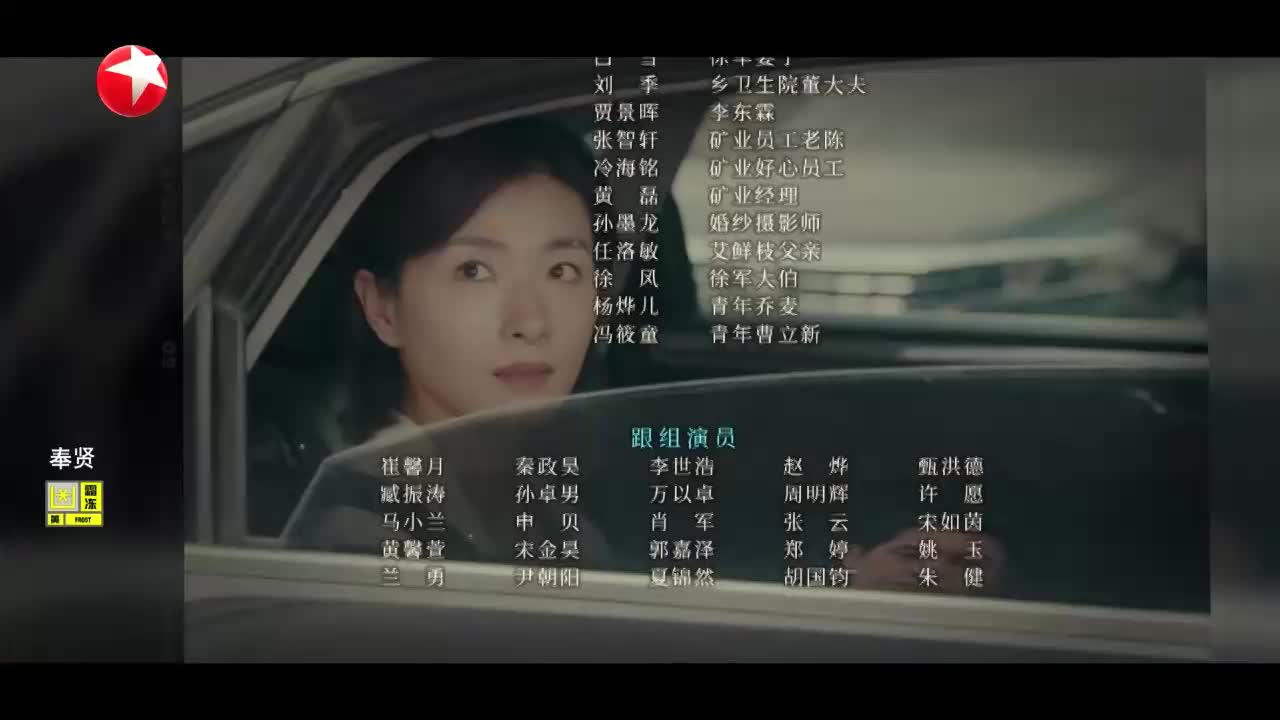 刘 季 乡卫生院董大夫
贾景晖 李东霖
张智轩 矿业员工老陈
冷海铭 矿业好心员工
黄 磊 矿业经理
孙墨龙 婚纱摄影师
任洛敏 艾鲜枝父亲
徐 凤 徐军大伯
杨烨儿 青年乔麦
冯筱童 青年曹立新
跟组演员
崔馨月 秦政昊 李世浩 赵 烨 甄洪德
臧振涛 孙卓男 万以卓 周明辉 许 愿
马小兰 申 贝 肖 军 张 云 宋如茵
黄馨萱 宋金昊 郭嘉泽 郑 婷 姚 玉
兰 勇 尹朝阳 夏锦然 胡国钧 朱 健
奉贤
霜冻
黄 FROST